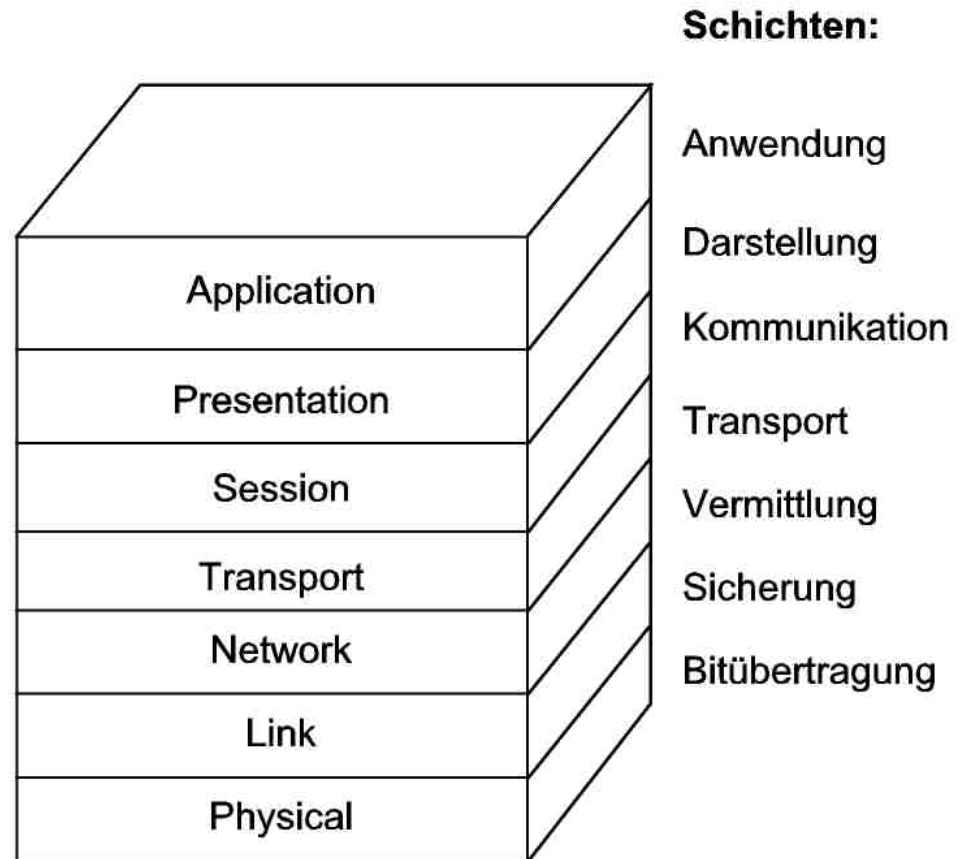 Schichten:
Anwendung
Darstellung
Kommunikation
Transport
Vermittlung
Sicherung
Bitübertragung
Application
Presentation
Session
Transport
Network
Link
Physical